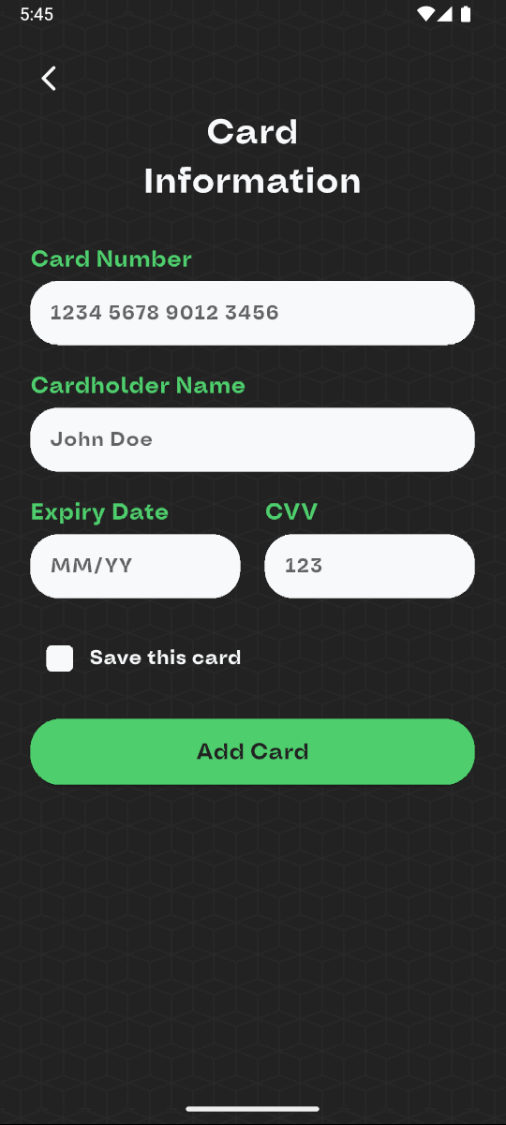 5:45
Card
Information
Card Number
1234 5678 9012 3456
Cardholder Name
John Doe
Expiry Date CVV
MM/YY 123
Save this card
Add Card